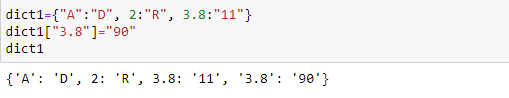 dict1={"A":"D", 2:"R", 3.8:"11"}
dict1["3.8"]="90"
dict1
{'A': 'D', 2: 'R', 3.8: '11', '3.8': '90'}